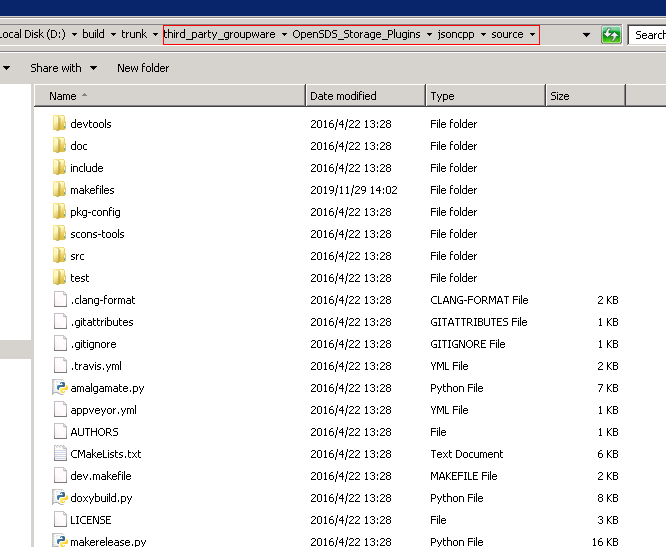 Local Disk (D:) build trunk third_party_groupware OpenSDS_Storage_Plugins jsoncpp source Search
Share with New folder
Name Date modified Type Size
devtools 2016/4/22 13:28 File folder
doc 2016/4/22 13:28 File folder
include 2016/4/22 13:28 File folder
makefiles 2019/11/29 14:02 File folder
pkg-config 2016/4/22 13:28 File folder
scons-tools 2016/4/22 13:28 File folder
src 2016/4/22 13:28 File folder
test 2016/4/22 13:28 File folder
.clang-format 2016/4/22 13:28 CLANG-FORMAT File 2 KB
.gitattributes 2016/4/22 13:28 GITATTRIBUTES File 1 KB
.gitignore 2016/4/22 13:28 GITIGNORE File 1 KB
.travis.yml 2016/4/22 13:28 YML File 2 KB
amalgamate.py 2016/4/22 13:28 Python File 7 KB
appveyor.yml 2016/4/22 13:28 YML File 1 KB
AUTHORS 2016/4/22 13:28 File 1 KB
CMakeLists.txt 2016/4/22 13:28 Text Document 6 KB
dev.makefile 2016/4/22 13:28 MAKEFILE File 2 KB
doxybuild.py 2016/4/22 13:28 Python File 8 KB
LICENSE 2016/4/22 13:28 File 3 KB
makerelease.py 2016/4/22 13:28 Python File 16 KB